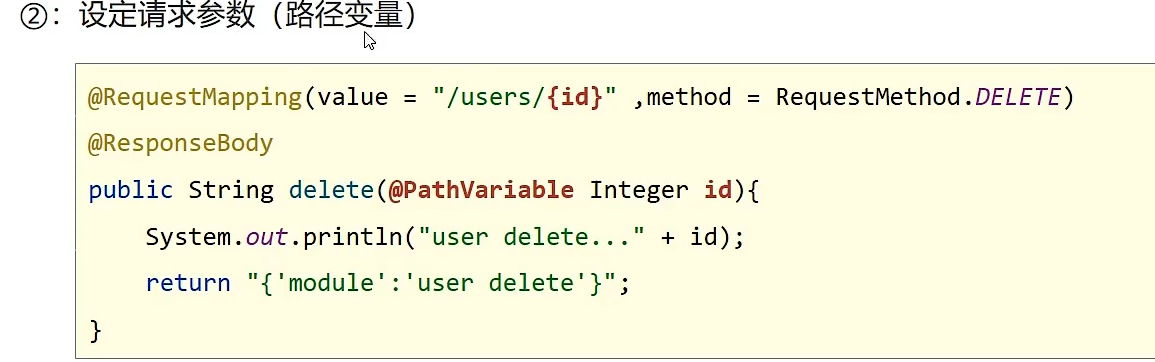 ②：设定请求参数（路径变量）
@RequestMapping(value = "/users/{id}" ,method = RequestMethod.DELETE)
@ResponseBody
public String delete(@PathVariable Integer id){
    System.out.println("user delete..." + id);
    return "{'module':'user delete'}";
}